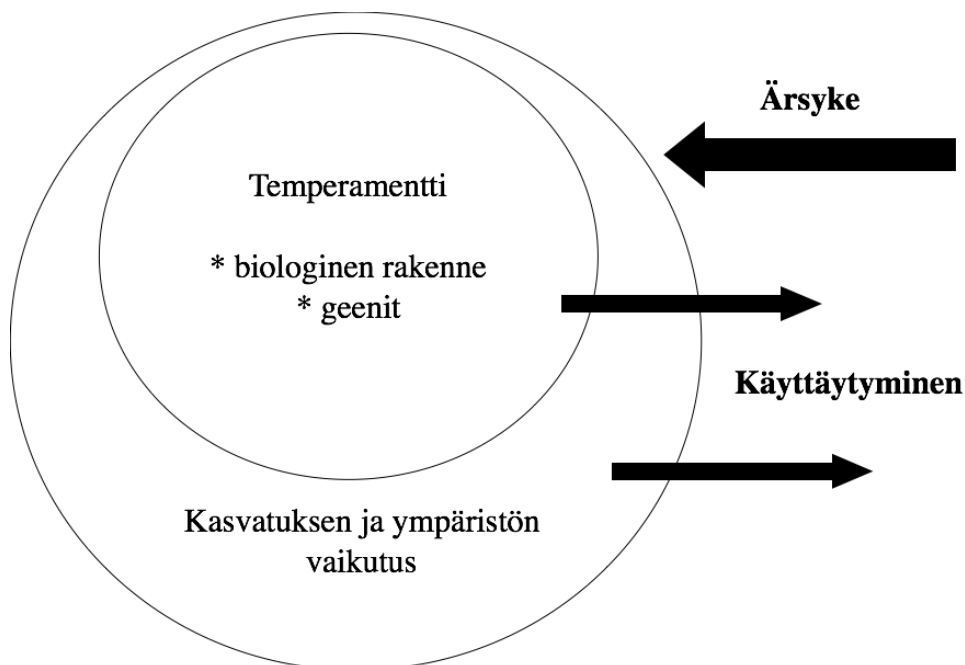 Ärsyke
Temperamentti
* biologinen rakenne
* geenit
Käyttäytyminen
Kasvatuksen ja ympäristön
vaikutus